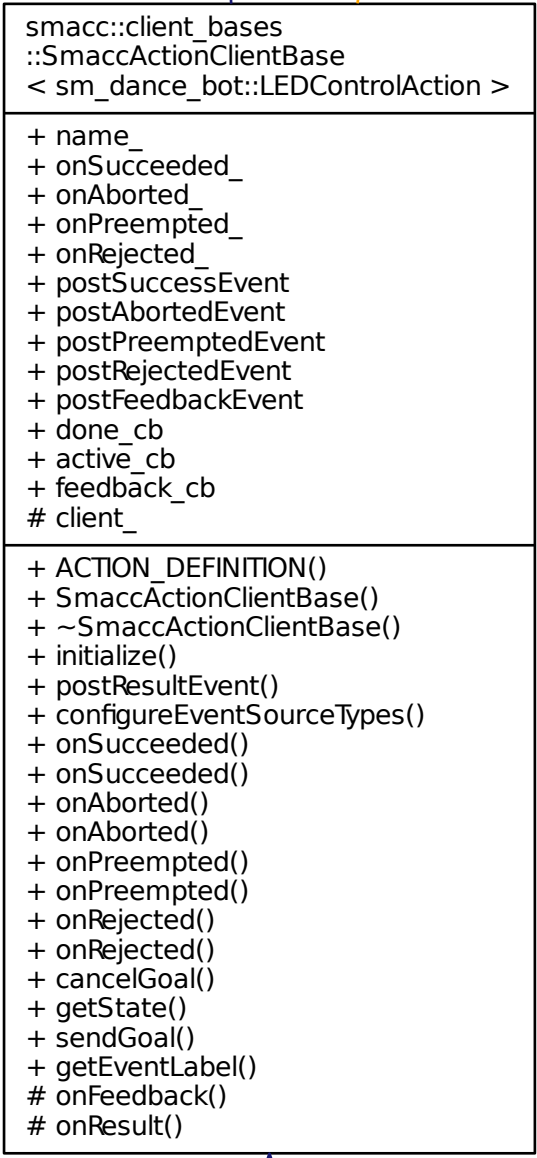 smacc::client_bases
::SmaccActionClientBase
< sm_dance_bot::LEDControlAction >
+ name_
+ onSucceeded_
+ onAborted_
+ onPreempted_
+ onRejected_
+ postSuccessEvent
+ postAbortedEvent
+ postPreemptedEvent
+ postRejectedEvent
+ postFeedbackEvent
+ done_cb
+ active_cb
+ feedback_cb
# client_
+ ACTION_DEFINITION()
+ SmaccActionClientBase()
+ ~SmaccActionClientBase()
+ initialize()
+ postResultEvent()
+ configureEventSourceTypes()
+ onSucceeded()
+ onSucceeded()
+ onAborted()
+ onAborted()
+ onPreempted()
+ onPreempted()
+ onRejected()
+ onRejected()
+ cancelGoal()
+ getState()
+ sendGoal()
+ getEventLabel()
# onFeedback()
# onResult()